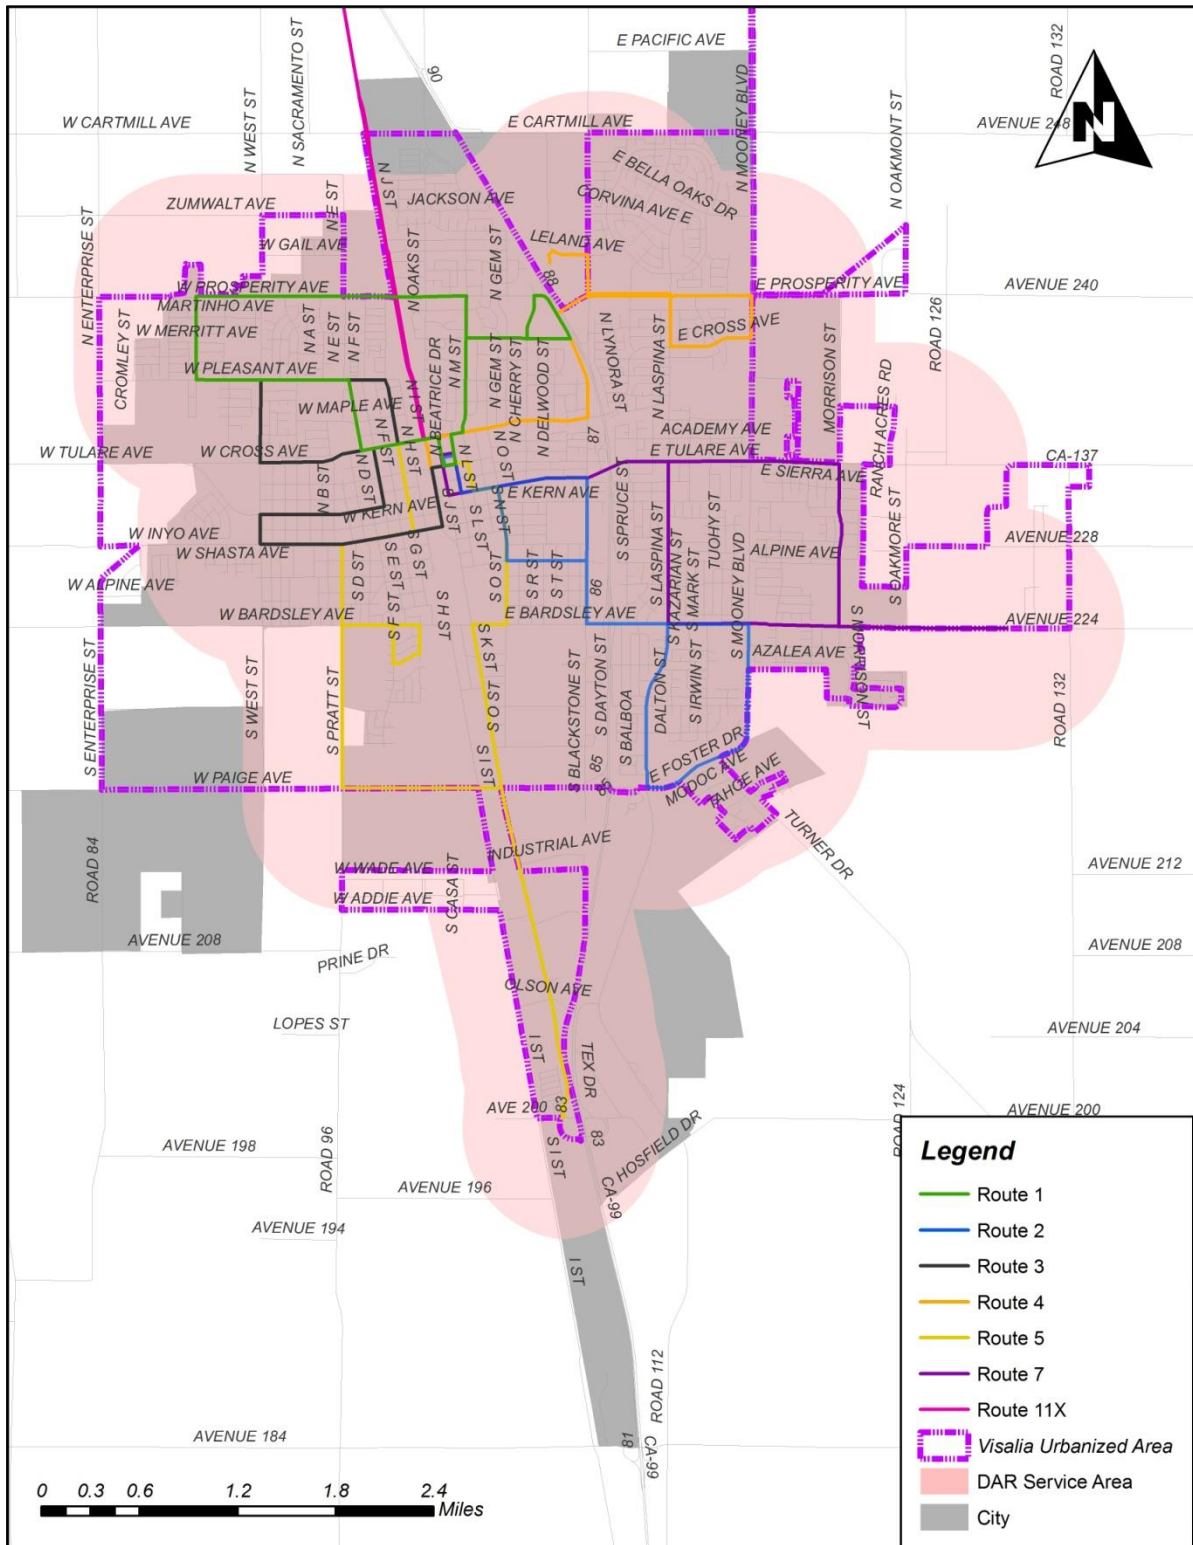 E PACIFIC AVE
ROAD 132
N SACRAMENTO ST
90
N MOONEY BLVD
N WEST ST
W CARTMILL AVE
E CARTMILL AVE
AVENUE 248
N
N OAKMONT ST
E BELLA OAKS DR
N J ST
N E ST
JACKSON AVE
CORVINA AVE E
ZUMWALT AVE
N ENTERPRISE ST
W GAIL AVE
N OAKS ST
N GEM ST
LELAND AVE
88
W PROSPERITY AVE
E PROSPERITY AVE
AVENUE 240
MARTINHO AVE
CROMLEY ST
W MERRITT AVE
N A ST
N E ST
N F ST
N BEATRICE DR
N M ST
N GEM ST
N CHERRY ST
N DELWOOD ST
N LYNORA ST
N LASPINA ST
E CROSS AVE
MORRISON ST
ROAD 126
W PLEASANT AVE
RANCH ACRES RD
W MAPLE AVE
N F ST
N I ST
N H ST
87
ACADEMY AVE
W TULARE AVE
W CROSS AVE
E TULARE AVE
CA-137
E SIERRA AVE
N B ST
N D ST
N L ST
N O ST
S N ST
E KERN AVE
S SPRUCE ST
W KERN AVE
S J ST
S L ST
W INYO AVE
AVENUE 228
W SHASTA AVE
S G ST
S O ST
S R ST
S T ST
S LASPINA ST
S KAZARIAN ST
S MARK ST
TUOHY ST
S MOONEY BLVD
ALPINE AVE
S OAKMORE ST
W ALPINE AVE
S D ST
S E ST
S F ST
S H ST
86
W BARDSLEY AVE
E BARDSLEY AVE
AVENUE 224
S ENTERPRISE ST
S WEST ST
S PRATT ST
S K ST
S O ST
S I ST
S BLACKSTONE ST
S DAYTON ST
S BALBOA
DALTON ST
S IRWIN ST
AZALEA AVE
S MORRISON ST
ROAD 132
E FOSTER DR
W PAIGE AVE
85
85
MODOC AVE
TAHOE AVE
TURNER DR
ROAD 84
INDUSTRIAL AVE
W WADE AVE
AVENUE 212
W ADDIE AVE
S CASA ST
AVENUE 208
AVENUE 208
PRINE DR
OLSON AVE
LOPES ST
AVENUE 204
I ST
TEX DR
AVE 200
83
AVENUE 200
ROAD 124
83
HOSFIELD DR
AVENUE 198
ROAD 96
S I ST
AVENUE 196
CA-99
AVENUE 194
I ST
ROAD 112
AVENUE 184
81
CA-99
0 0.3 0.6 1.2 1.8 2.4
Miles
Legend
Route 1
Route 2
Route 3
Route 4
Route 5
Route 7
Route 11X
Visalia Urbanized Area
DAR Service Area
City